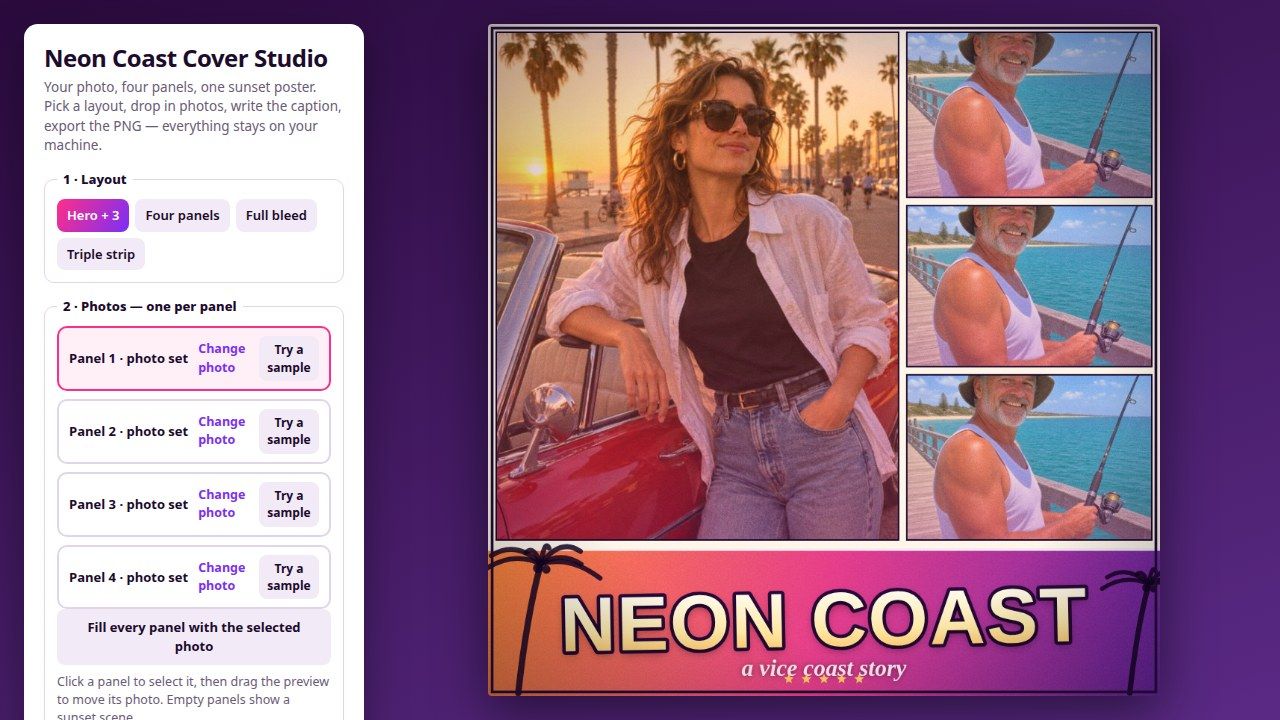 Neon Coast Cover Studio
Your photo, four panels, one sunset poster.
Pick a layout, drop in photos, write the caption,
export the PNG — everything stays on your
machine.
1 · Layout
Hero + 3
Four panels
Full bleed
Triple strip
2 · Photos — one per panel
Panel 1 · photo set
Change
photo
Try a
sample
Panel 2 · photo set
Change
photo
Try a
sample
Panel 3 · photo set
Change
photo
Try a
sample
Panel 4 · photo set
Change
photo
Try a
sample
Fill every panel with the selected
photo
Click a panel to select it, then drag the preview
to move its photo. Empty panels show a
sunset scene
NEON COAST
a vice coast story